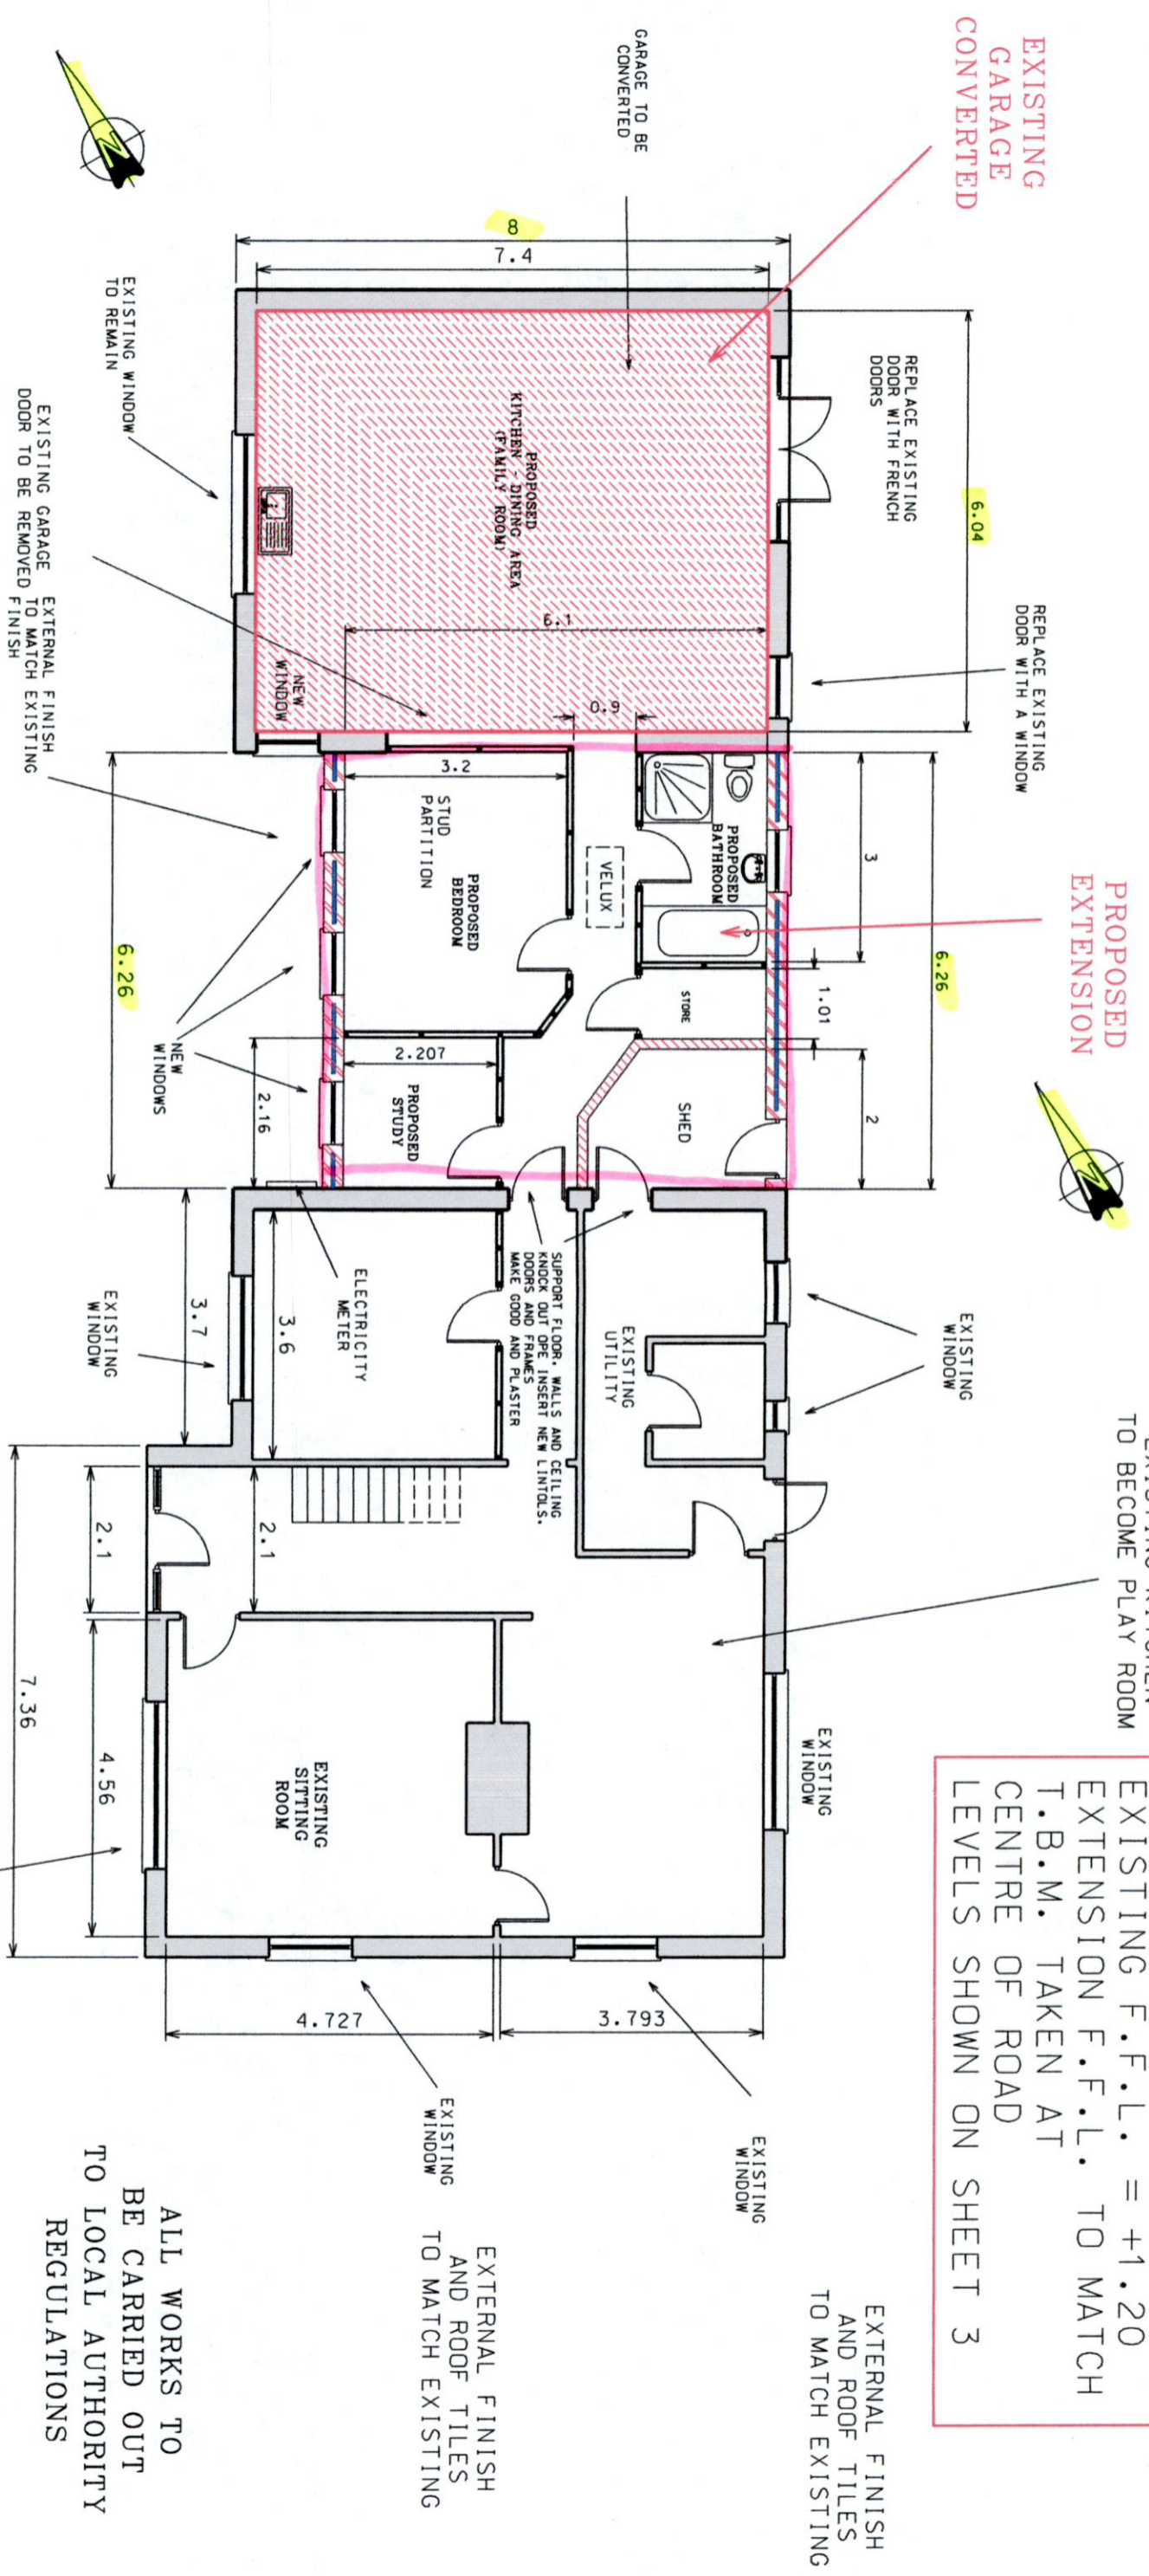 EXISTING
GARAGE
CONVERTED
GARAGE TO BE
CONVERTED
N
8
7.4
EXISTING WINDOW
TO REMAIN
EXISTING GARAGE
DOOR TO BE REMOVED
EXTERNAL FINISH
TO MATCH EXISTING
FINISH
REPLACE EXISTING
DOOR WITH FRENCH
DOORS
6.04
REPLACE EXISTING
DOOR WITH A WINDOW
PROPOSED
KITCHEN - DINING AREA
(FAMILY ROOM)
6.1
0.9
NEW
WINDOW
PROPOSED
EXTENSION
N
6.26
3
1.01
2
PROPOSED
BATHROOM
VELUX
STORE
SHED
3.2
STUD
PARTITION
PROPOSED
BEDROOM
2.207
PROPOSED
STUDY
2.16
6.26
NEW
WINDOWS
SUPPORT FLOOR, WALLS AND CEILING
KNOCK OUT OPE INSERT NEW LINTOLS.
DOORS AND FRAMES
MAKE GOOD AND PLASTER
ELECTRICITY
METER
3.6
3.7
EXISTING
WINDOW
EXISTING
UTILITY
EXISTING
WINDOW
TO BECOME PLAY ROOM
2.1
2.1
EXISTING
SITTING
ROOM
4.56
7.36
EXISTING
WINDOW
4.727
3.793
EXISTING
WINDOW
EXISTING
WINDOW
EXISTING F.F.L. = +1.20
EXTENSION F.F.L. TO MATCH
T.B.M. TAKEN AT
CENTRE OF ROAD
LEVELS SHOWN ON SHEET 3
EXTERNAL FINISH
AND ROOF TILES
TO MATCH EXISTING
EXTERNAL FINISH
AND ROOF TILES
TO MATCH EXISTING
ALL WORKS TO
BE CARRIED OUT
TO LOCAL AUTHORITY
REGULATIONS